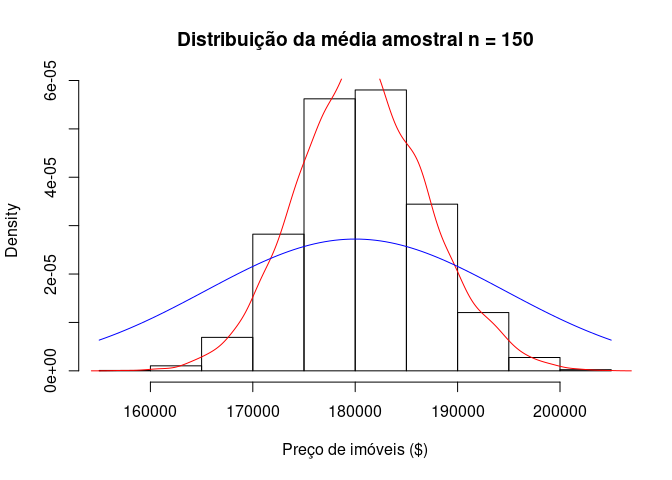 Distribuição da média amostral n = 150
Density
6e-05
4e-05
2e-05
0e+00
160000 170000 180000 190000 200000
Preço de imóveis ($)